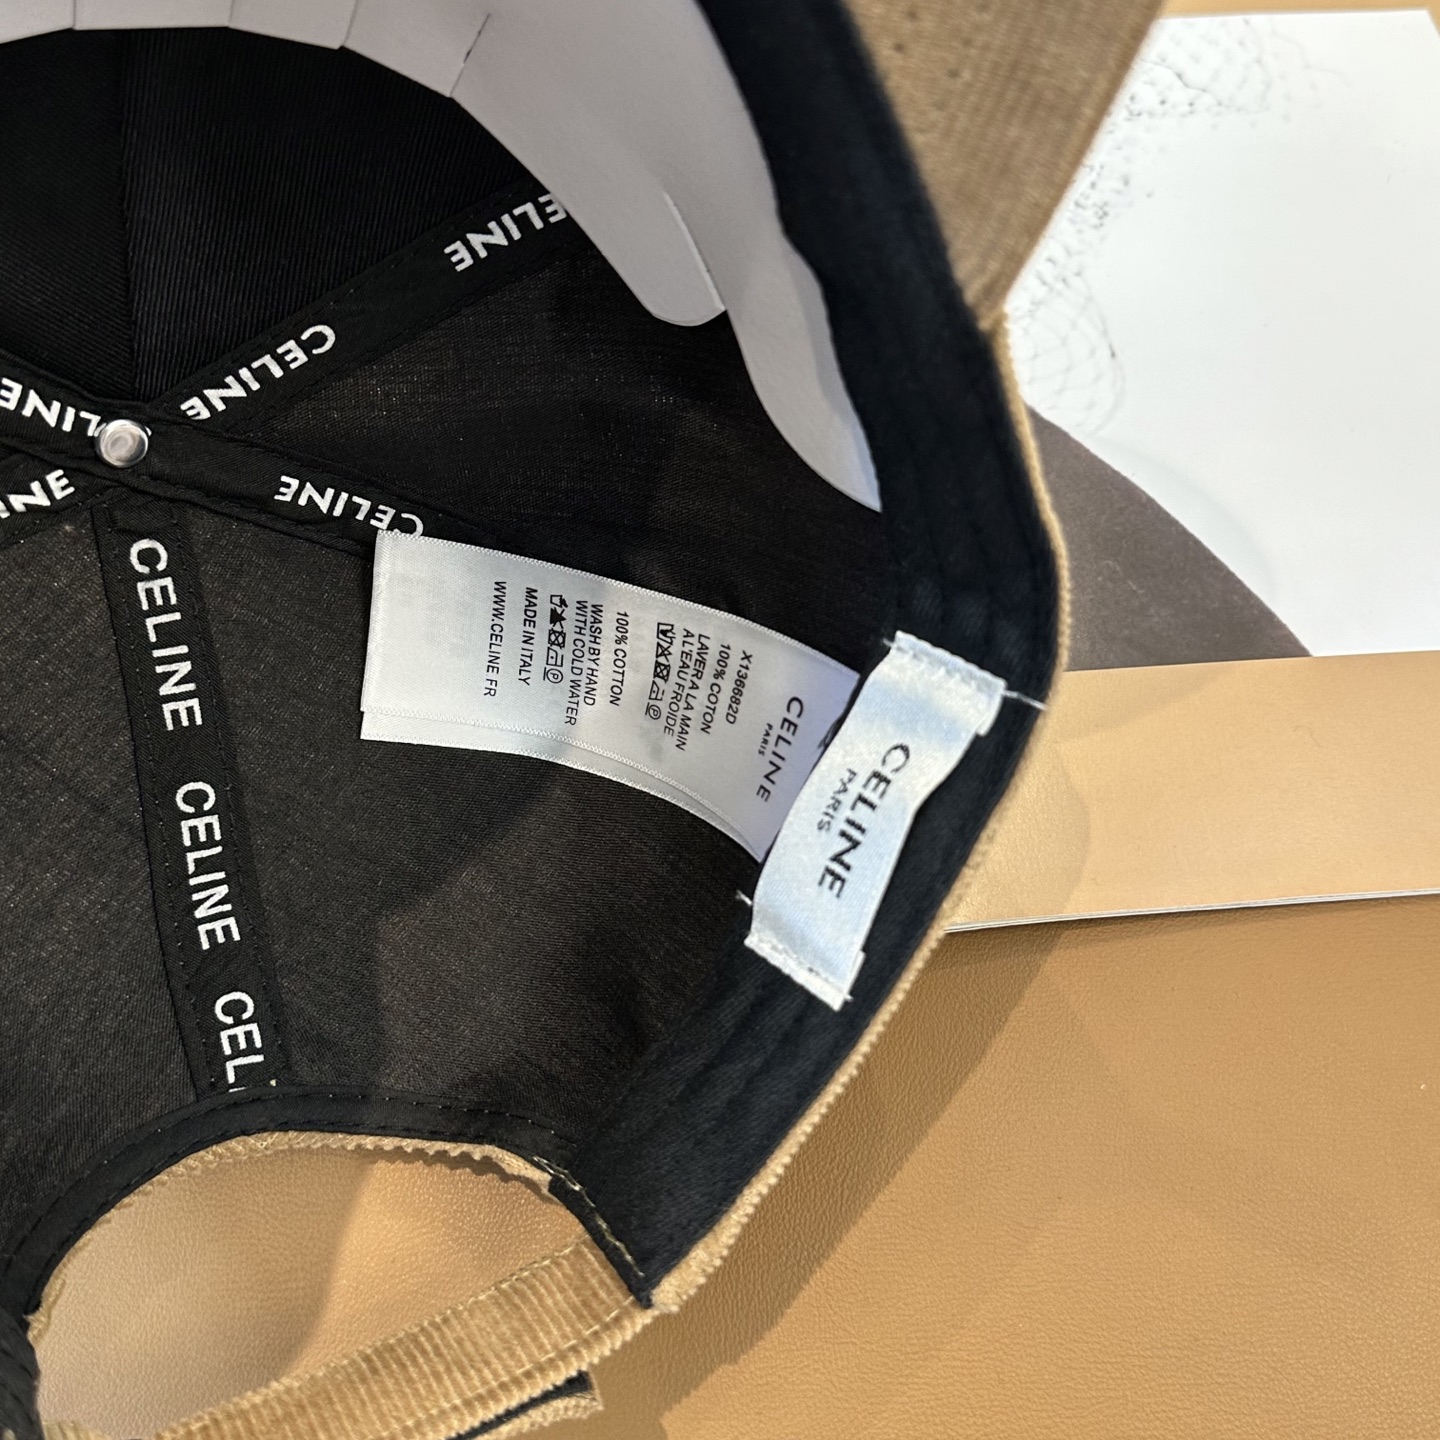 CELINE
CELINE
CELINE
CELINE
CELINE
CELINE
CEL
CELINE
PARIS
X136682D
100% COTON
LAVER A LA MAIN
A L'EAU FROIDE
100% COTTON
WASH BY HAND
WITH COLD WATER
MADE IN ITALY
WWW.CELINE.FR
CELINE
PARIS